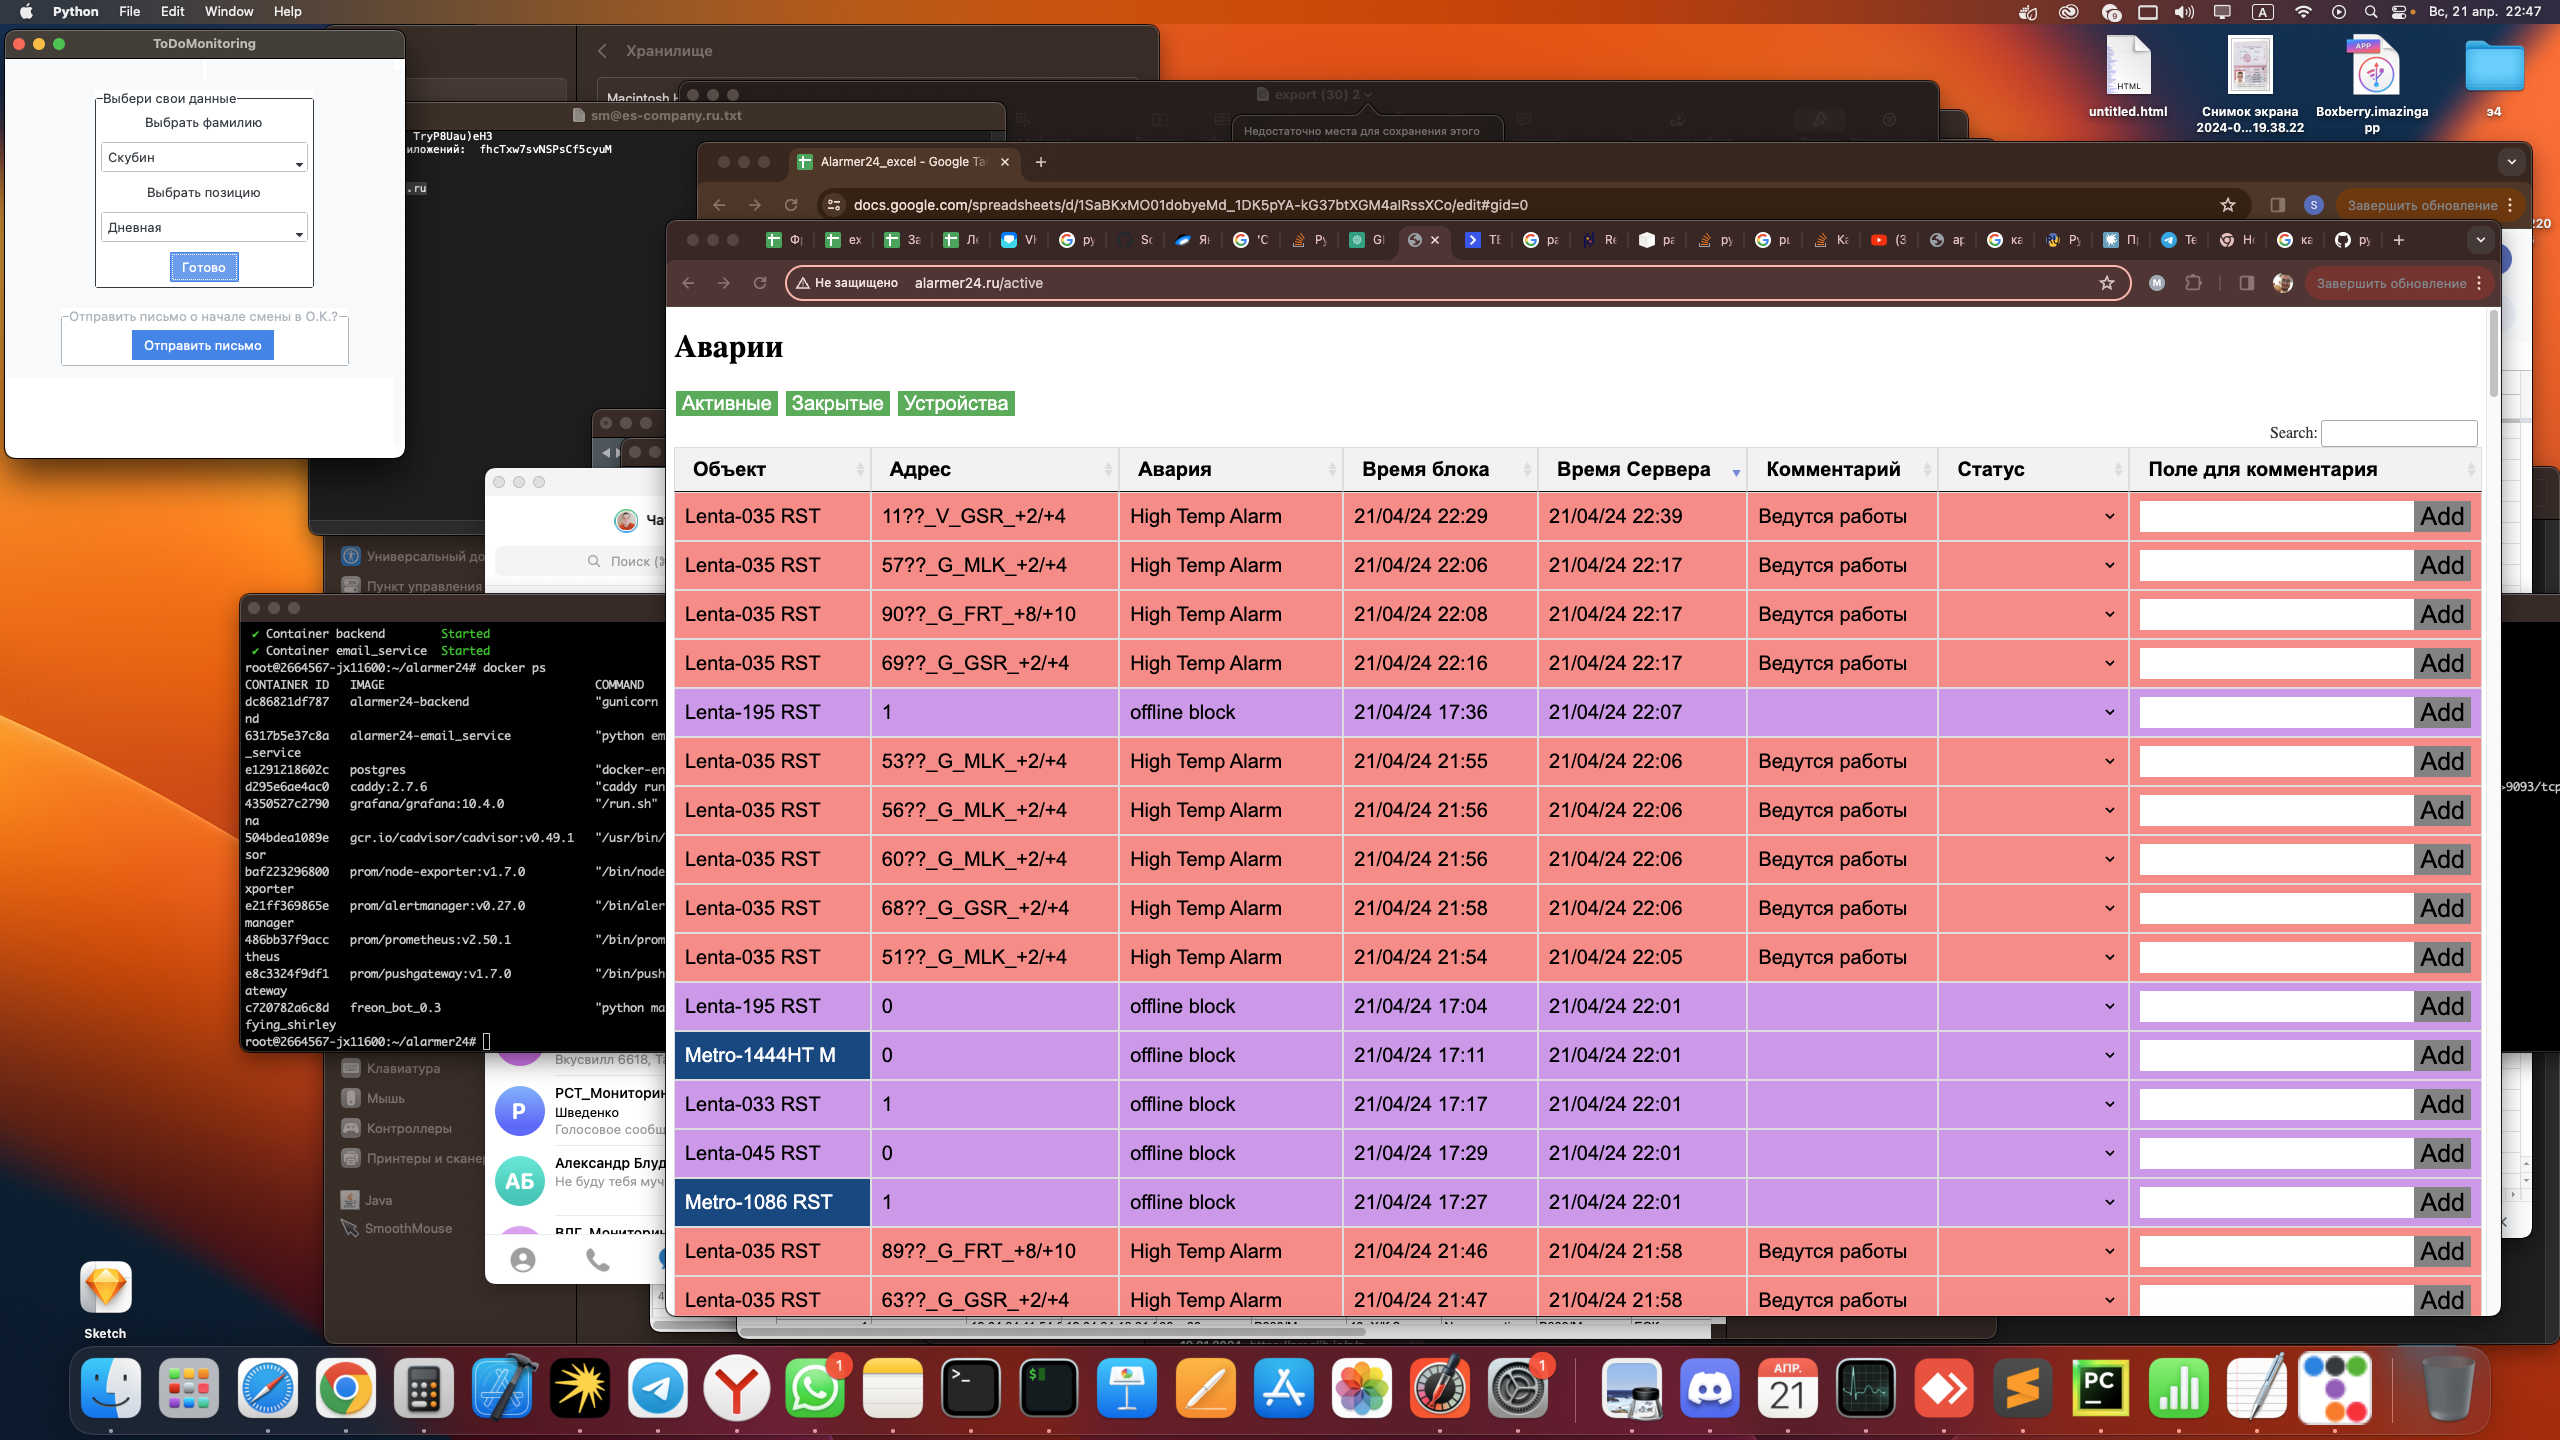 Python File Edit Window Help
A Вс, 21 апр. 22:47
ToDoMonitoring
Выбери свои данные
Выбрать фамилию
Скубин
Выбрать позицию
Дневная
Готово
Отправить письмо о начале смены в О.К.?
Отправить письмо
Хранилище
Macintosh H
export (30) 2
Недостаточно места для сохранения этого
sm@es-company.ru.txt
TryP8Uau)eH3
иложений: fhcTxw7svNSPsCf5cyuM
.ru
untitled.html
Снимок экрана
2024-0...19.38.22
Boxberry.imazinga
pp
э4
Alarmer24_excel - Google Та
docs.google.com/spreadsheets/d/1SaBKxMO01dobyeMd_1DK5pYA-kG37btXGM4alRssXCo/edit#gid=0
Завершить обновление
Не защищено alarmer24.ru/active
Завершить обновление
Аварии
Активные Закрытые Устройства
Search:
Объект Адрес Авария Время блока Время Сервера Комментарий Статус Поле для комментария
Lenta-035 RST 11??_V_GSR_+2/+4 High Temp Alarm 21/04/24 22:29 21/04/24 22:39 Ведутся работы Add
Lenta-035 RST 57??_G_MLK_+2/+4 High Temp Alarm 21/04/24 22:06 21/04/24 22:17 Ведутся работы Add
Lenta-035 RST 90??_G_FRT_+8/+10 High Temp Alarm 21/04/24 22:08 21/04/24 22:17 Ведутся работы Add
Lenta-035 RST 69??_G_GSR_+2/+4 High Temp Alarm 21/04/24 22:16 21/04/24 22:17 Ведутся работы Add
Lenta-195 RST 1 offline block 21/04/24 17:36 21/04/24 22:07 Add
Lenta-035 RST 53??_G_MLK_+2/+4 High Temp Alarm 21/04/24 21:55 21/04/24 22:06 Ведутся работы Add
Lenta-035 RST 56??_G_MLK_+2/+4 High Temp Alarm 21/04/24 21:56 21/04/24 22:06 Ведутся работы Add
Lenta-035 RST 60??_G_MLK_+2/+4 High Temp Alarm 21/04/24 21:56 21/04/24 22:06 Ведутся работы Add
Lenta-035 RST 68??_G_GSR_+2/+4 High Temp Alarm 21/04/24 21:58 21/04/24 22:06 Ведутся работы Add
Lenta-035 RST 51??_G_MLK_+2/+4 High Temp Alarm 21/04/24 21:54 21/04/24 22:05 Ведутся работы Add
Lenta-195 RST 0 offline block 21/04/24 17:04 21/04/24 22:01 Add
Metro-1444HT M 0 offline block 21/04/24 17:11 21/04/24 22:01 Add
Lenta-033 RST 1 offline block 21/04/24 17:17 21/04/24 22:01 Add
Lenta-045 RST 0 offline block 21/04/24 17:29 21/04/24 22:01 Add
Metro-1086 RST 1 offline block 21/04/24 17:27 21/04/24 22:01 Add
Lenta-035 RST 89??_G_FRT_+8/+10 High Temp Alarm 21/04/24 21:46 21/04/24 21:58 Ведутся работы Add
Lenta-035 RST 63??_G_GSR_+2/+4 High Temp Alarm 21/04/24 21:47 21/04/24 21:58 Ведутся работы Add
Универсальный до
Пункт управления
Ча
Поиск (⌘
✔ Container backend Started
✔ Container email_service Started
root@2664567-jx11600:~/alarmer24# docker ps
CONTAINER ID IMAGE COMMAND
dc86821df787 alarmer24-backend "gunicorn
nd
6317b5e37c8a alarmer24-email_service "python em
_service
e1291218602c postgres "docker-en
d295e6ae4ac0 caddy:2.7.6 "caddy run
4350527c2790 grafana/grafana:10.4.0 "/run.sh"
na
504bdea1089e gcr.io/cadvisor/cadvisor:v0.49.1 "/usr/bin/
sor
baf223296800 prom/node-exporter:v1.7.0 "/bin/node
xporter
e21ff369865e prom/alertmanager:v0.27.0 "/bin/aler
manager
486bb37f9acc prom/prometheus:v2.50.1 "/bin/prom
theus
e8c3324f9df1 prom/pushgateway:v1.7.0 "/bin/push
ateway
c720782a6c8d freon_bot_0.3 "python ma
fying_shirley
root@2664567-jx11600:~/alarmer24#
9093/tcp
Клавиатура
Мышь
Контроллеры
Принтеры и скане
Java
SmoothMouse
Вкусвилл 6618, Та
РСТ_Мониторин
Шведенко
Голосовое сообщ
Александр Блуд
Не буду тебя муч
Sketch
АПР.
21
PC